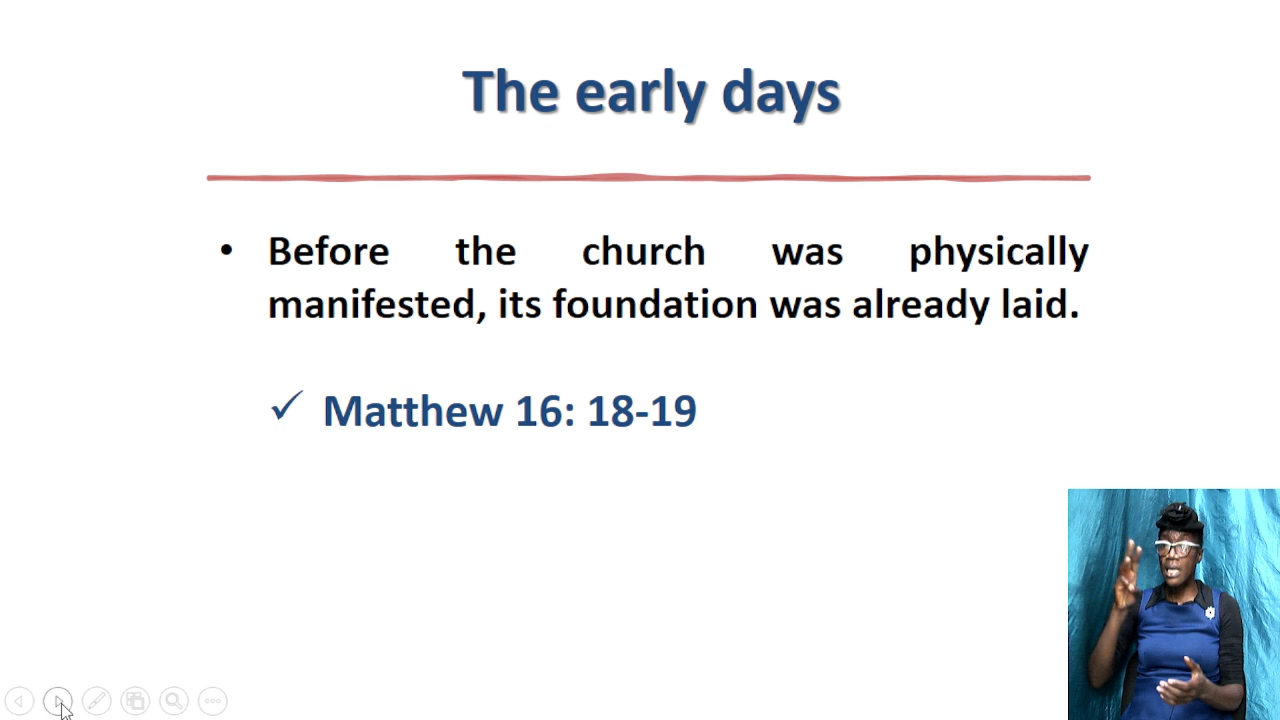 The early days
• Before the church was physically
manifested, its foundation was already laid.
✓ Matthew 16: 18-19